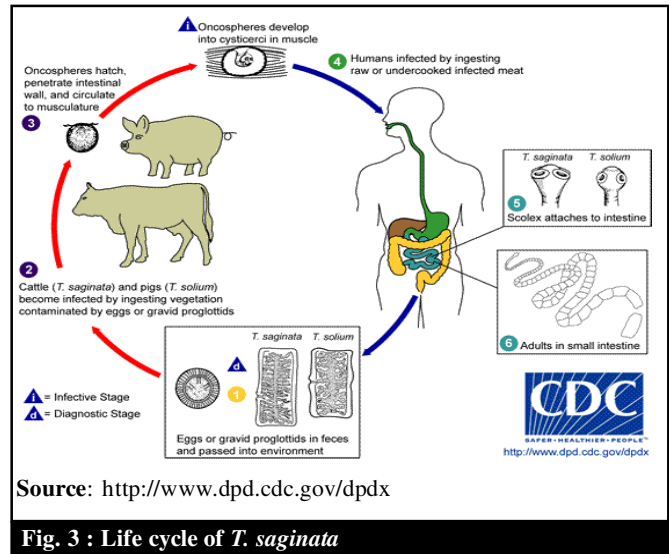 i
Oncospheres develop
into cysticerci in muscle
Oncospheres hatch,
penetrate intestinal
wall, and circulate
to musculature
3
4
Humans infected by ingesting
raw or undercooked infected meat
T. saginata T. solium
5
Scolex attaches to intestine
6
Adults in small intestine
2
Cattle (T. saginata) and pigs (T. solium)
become infected by ingesting vegetation
contaminated by eggs or gravid proglottids
T. saginata T. solium
d
1
Eggs or gravid proglottids in feces
and passed into environment
i = Infective Stage
d = Diagnostic Stage
CDC
SAFER•HEALTHIER•PEOPLE™
http://www.dpd.cdc.gov/dpdx
Source: http://www.dpd.cdc.gov/dpdx
Fig. 3 : Life cycle of T. saginata